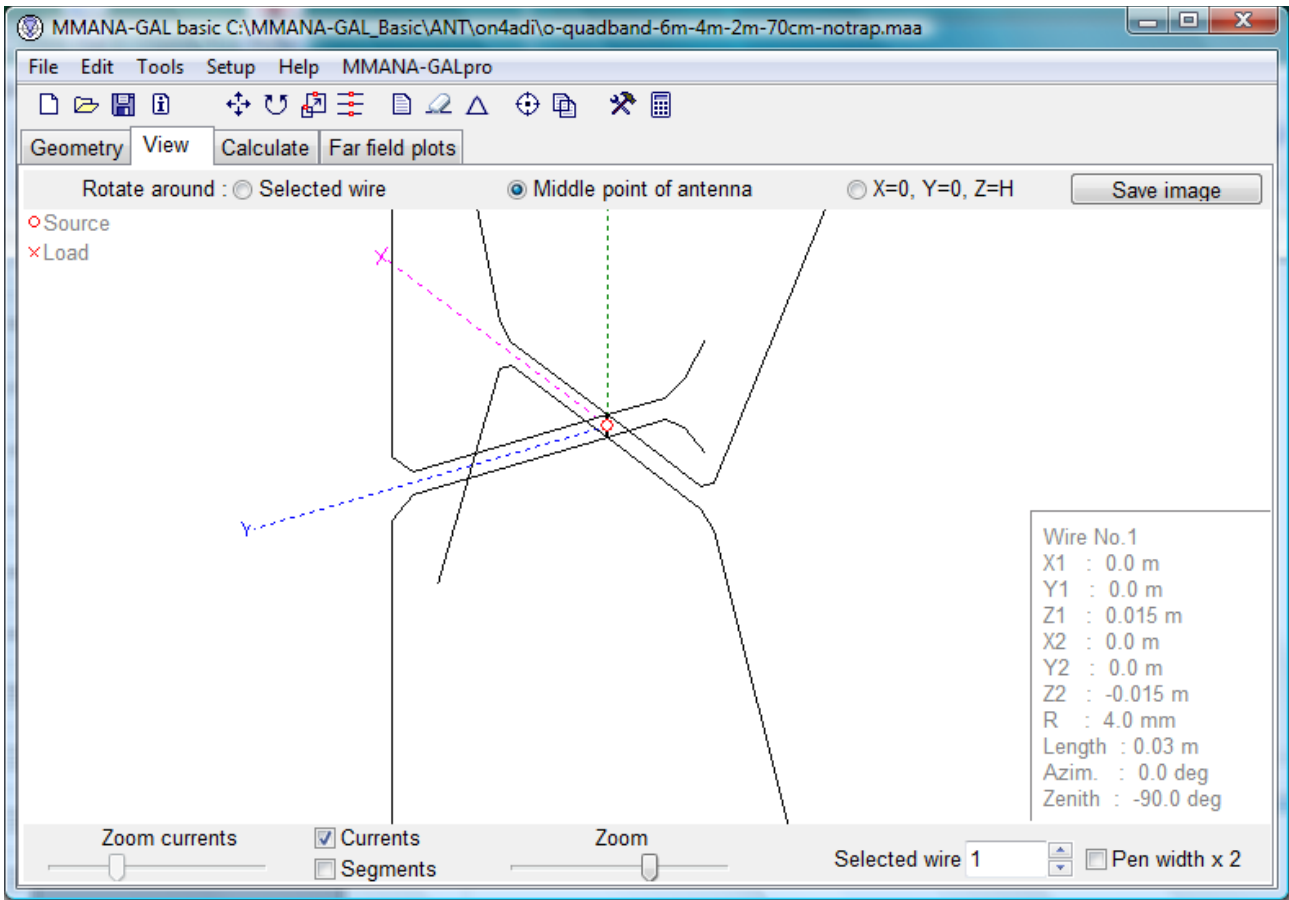 MMANA-GAL basic C:\MMANA-GAL_Basic\ANT\on4adi\o-quadband-6m-4m-2m-70cm-notrap.maa
File Edit Tools Setup Help MMANA-GALpro
Geometry View Calculate Far field plots
Rotate around : Selected wire Middle point of antenna X=0, Y=0, Z=H Save image
Source
Load
X
Y
Wire No.1
X1 : 0.0 m
Y1 : 0.0 m
Z1 : 0.015 m
X2 : 0.0 m
Y2 : 0.0 m
Z2 : -0.015 m
R : 4.0 mm
Length : 0.03 m
Azim. : 0.0 deg
Zenith : -90.0 deg
Zoom currents Currents Zoom
Segments
Selected wire 1 Pen width x 2